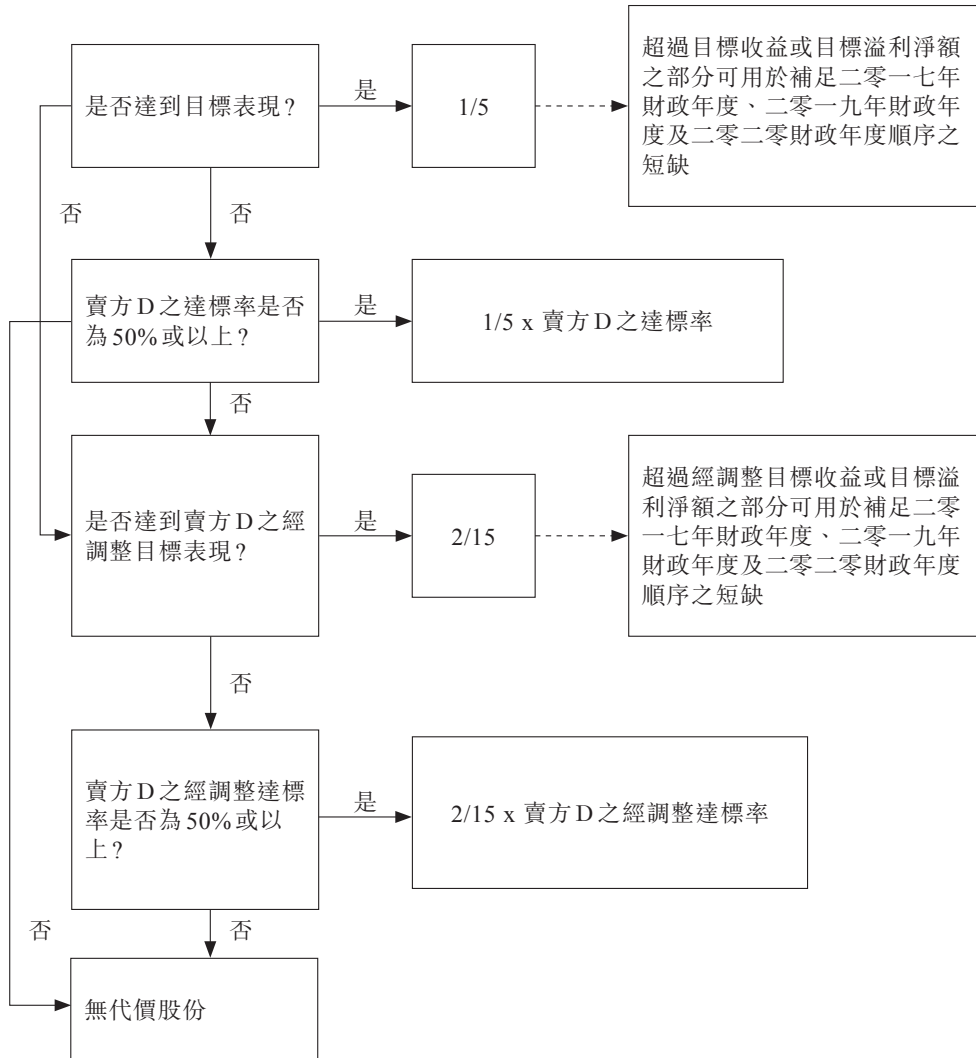 是否達到目標表現？
是
1/5
超過目標收益或目標溢利淨額
之部分可用於補足二零一七年
財政年度、二零一九年財政年
度及二零二零財政年度順序之
短缺
否
否
賣方D之達標率是否
為50%或以上？
是
1/5 x 賣方D之達標率
否
是否達到賣方D之經
調整目標表現？
是
2/15
超過經調整目標收益或目標溢
利淨額之部分可用於補足二零
一七年財政年度、二零一九年
財政年度及二零二零財政年度
順序之短缺
否
賣方D之經調整達標
率是否為50%或以
上？
是
2/15 x 賣方D之經調整達標率
否
否
無代價股份